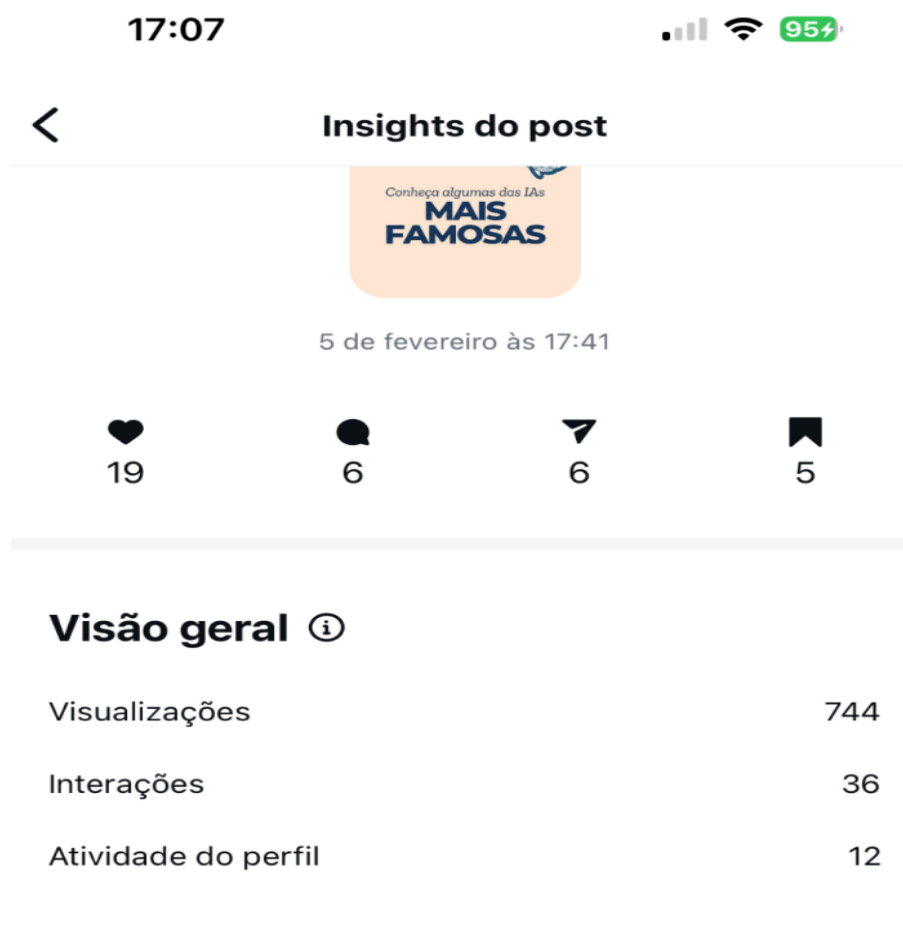 17:07
95
Insights do post
Conheça algumas das IAs
MAIS
FAMOSAS
5 de fevereiro às 17:41
19 6 6 5
Visão geral
Visualizações 744
Interações 36
Atividade do perfil 12